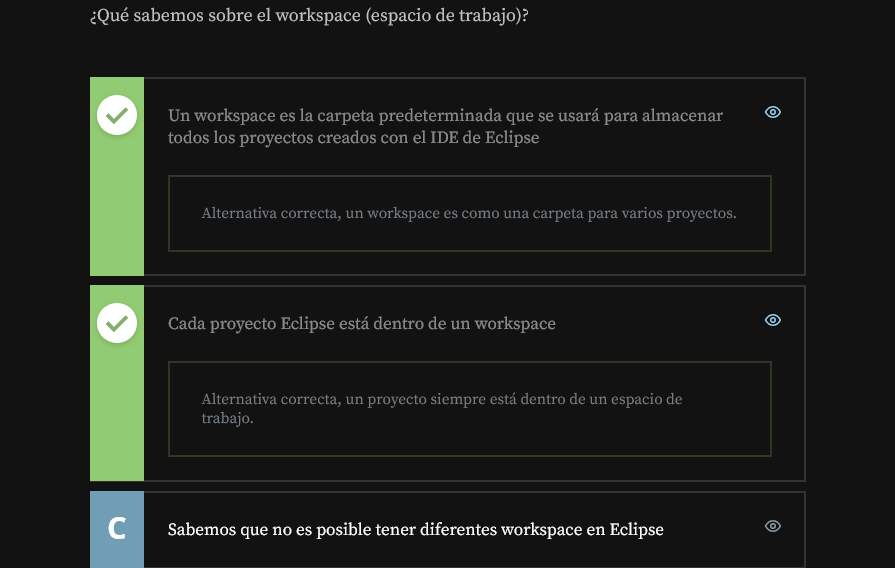 ¿Qué sabemos sobre el workspace (espacio de trabajo)?
Un workspace es la carpeta predeterminada que se usará para almacenar
todos los proyectos creados con el IDE de Eclipse
Alternativa correcta, un workspace es como una carpeta para varios proyectos.
Cada proyecto Eclipse está dentro de un workspace
Alternativa correcta, un proyecto siempre está dentro de un espacio de
trabajo.
C
Sabemos que no es posible tener diferentes workspace en Eclipse